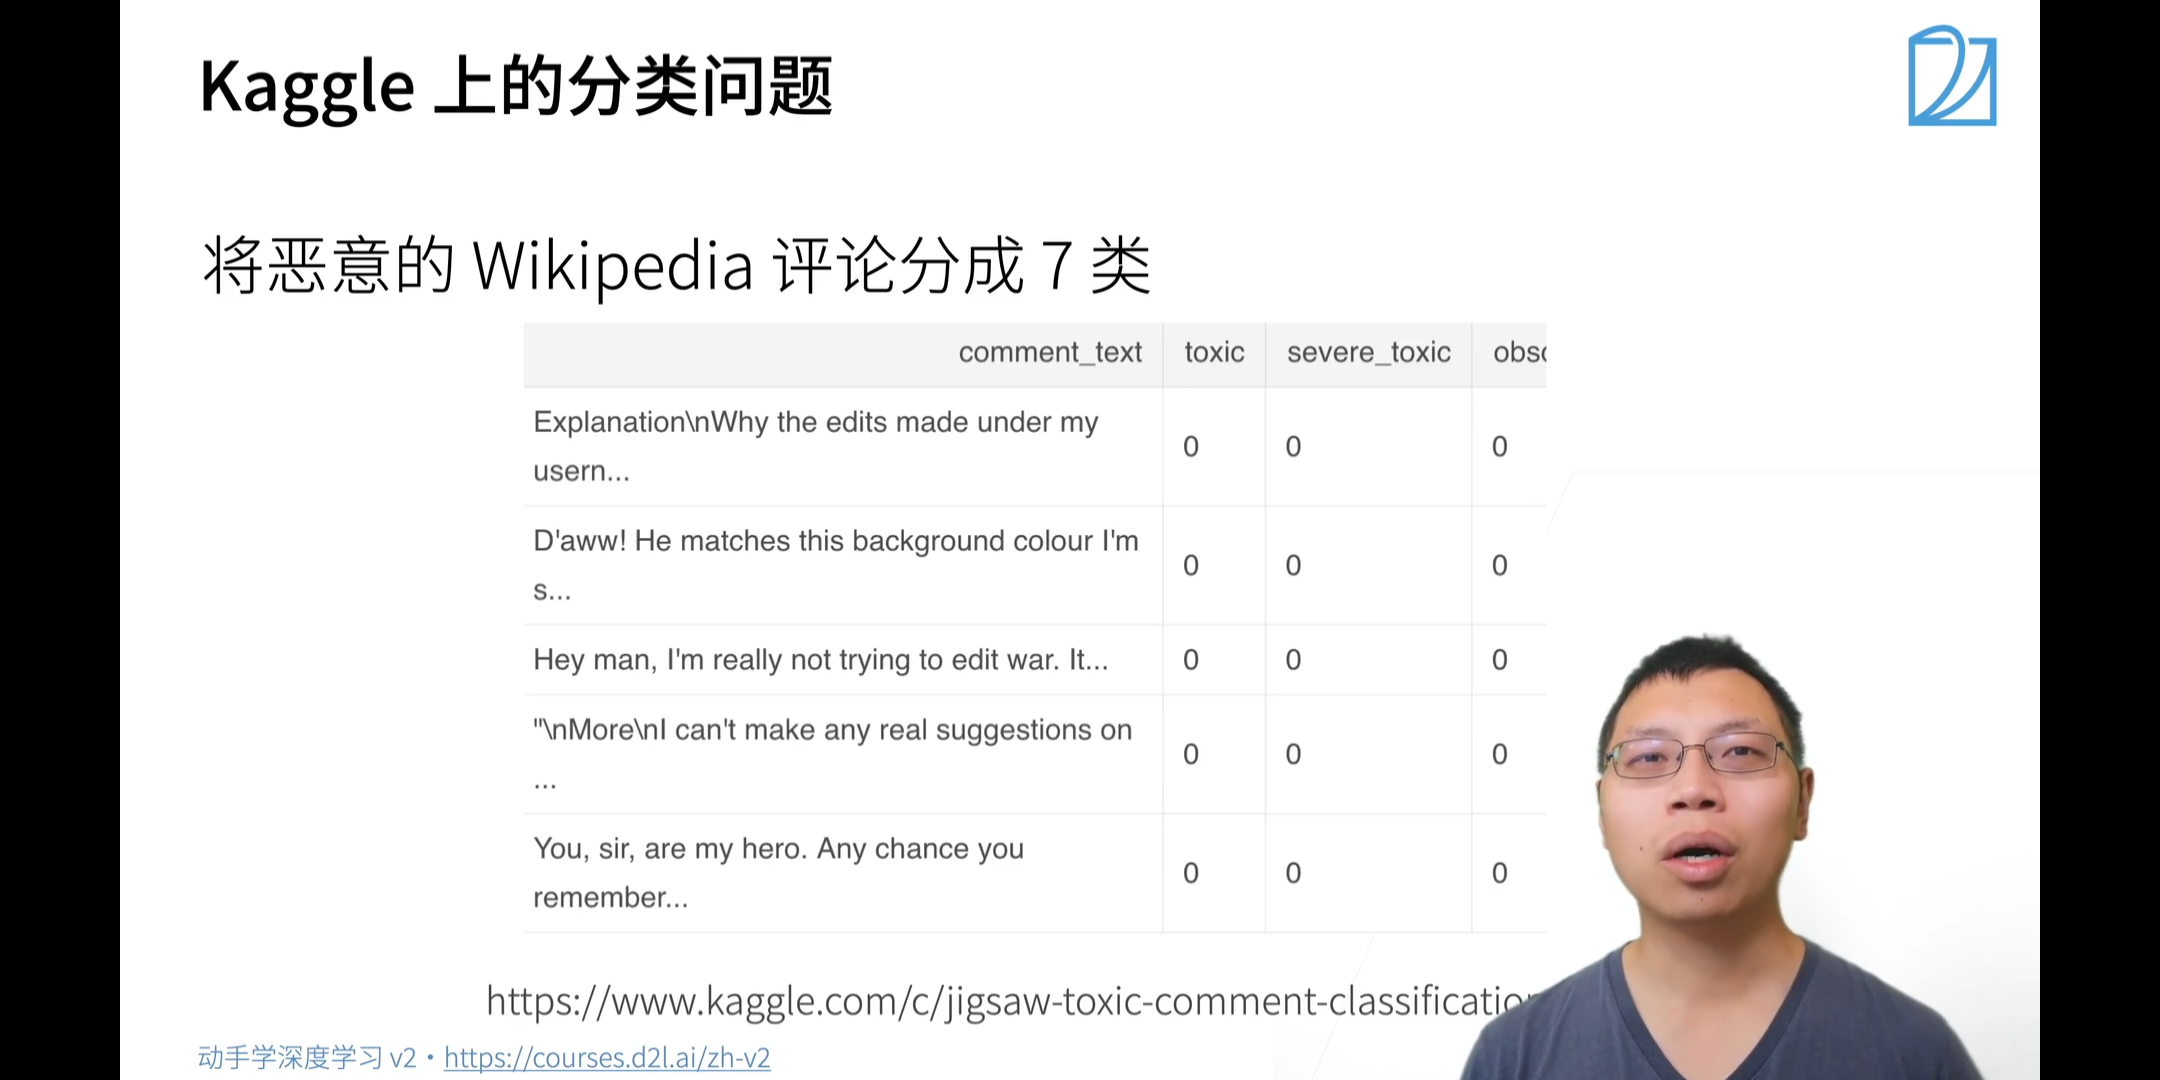 Kaggle 上的分类问题
将恶意的 Wikipedia 评论分成 7 类
comment_text toxic severe_toxic obsc
Explanation\nWhy the edits made under my
usern... 0 0 0
D'aww! He matches this background colour I'm
s... 0 0 0
Hey man, I'm really not trying to edit war. It... 0 0 0
"\nMore\nI can't make any real suggestions on
... 0 0 0
You, sir, are my hero. Any chance you
remember... 0 0 0
https://www.kaggle.com/c/jigsaw-toxic-comment-classification
动手学深度学习 v2 · https://courses.d2l.ai/zh-v2